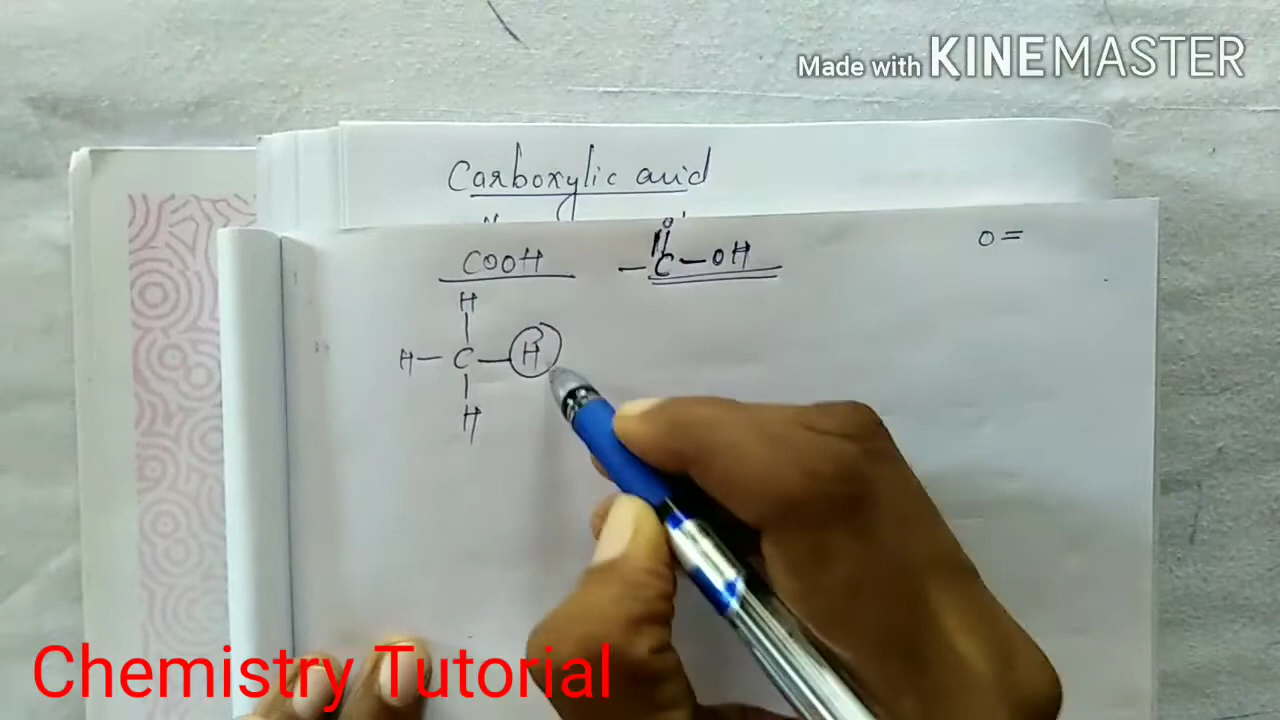 Made with KINEMASTER
Carboxylic acid
COOH
O
||
–C–OH
O=
H
|
H–C–H
|
H
Chemistry Tutorial